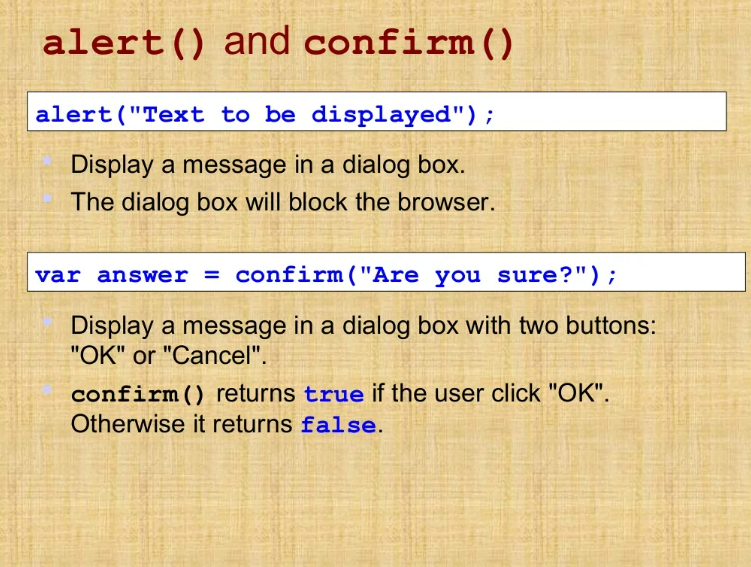 alert() and confirm()
alert("Text to be displayed");
Display a message in a dialog box.
The dialog box will block the browser.
var answer = confirm("Are you sure?");
Display a message in a dialog box with two buttons:
"OK" or "Cancel".
confirm() returns true if the user click "OK".
Otherwise it returns false.